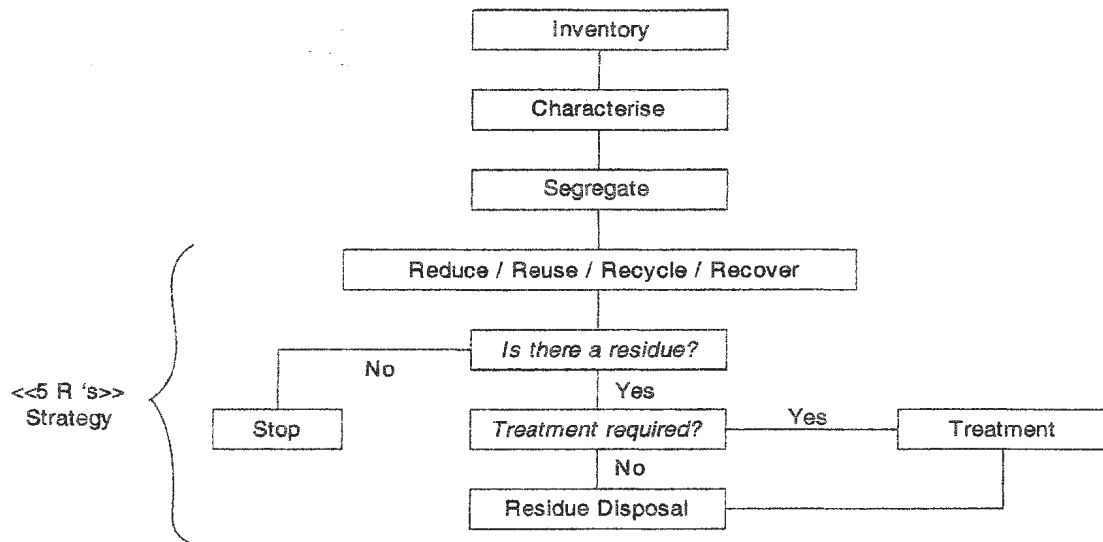 Inventory
Characterise
Segregate
Reduce / Reuse / Recycle / Recover
Is there a residue?
No
Yes
<<5 R 's>>
Strategy
Stop
Treatment required?
Yes
Treatment
No
Residue Disposal